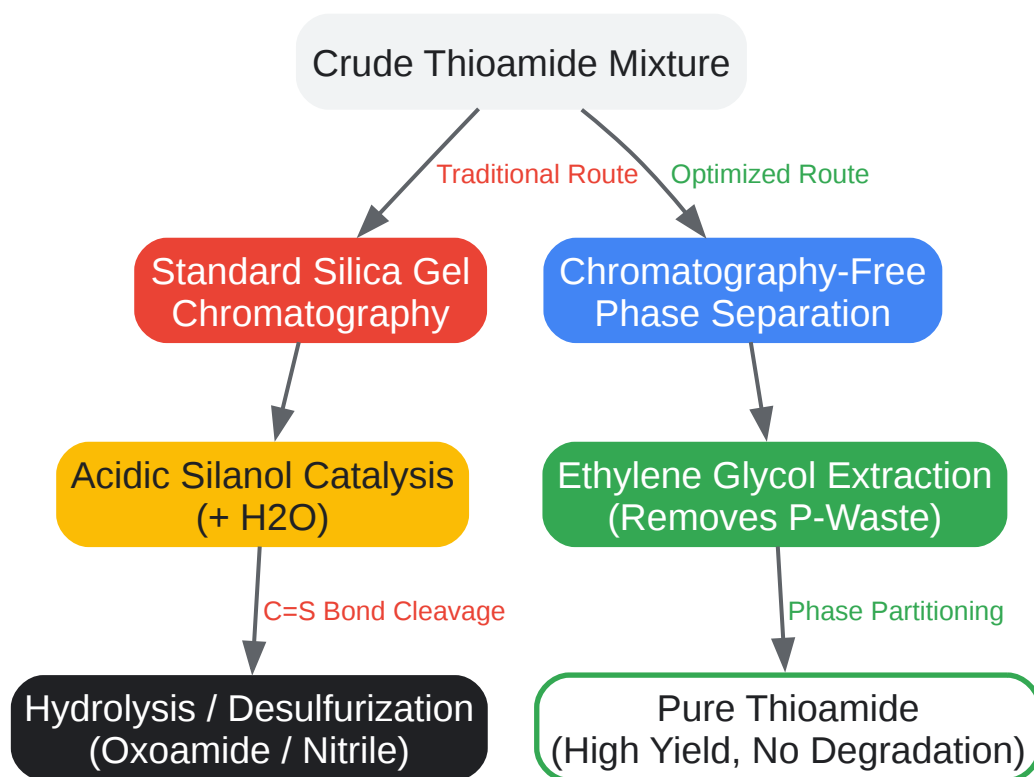 Crude Thioamide Mixture
Traditional Route
Optimized Route
Standard Silica Gel
Chromatography
Chromatography-Free
Phase Separation
Acidic Silanol Catalysis
(+ H2O)
Ethylene Glycol Extraction
(Removes P-Waste)
C=S Bond Cleavage
Phase Partitioning
Hydrolysis / Desulfurization
(Oxoamide / Nitrile)
Pure Thioamide
(High Yield, No Degradation)